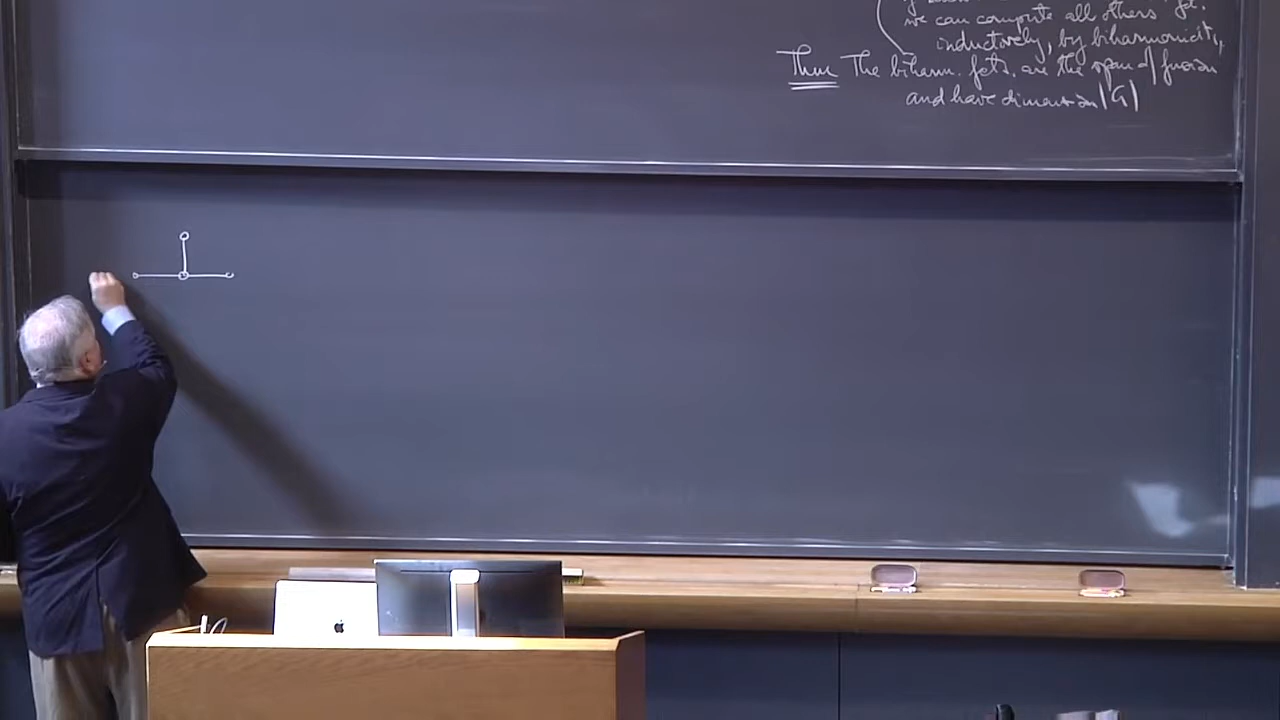 we can compute all others fct.
inductively, by biharmonicity,
Thm The biharm. fcts. are the span of fusion
and have dimension |G|